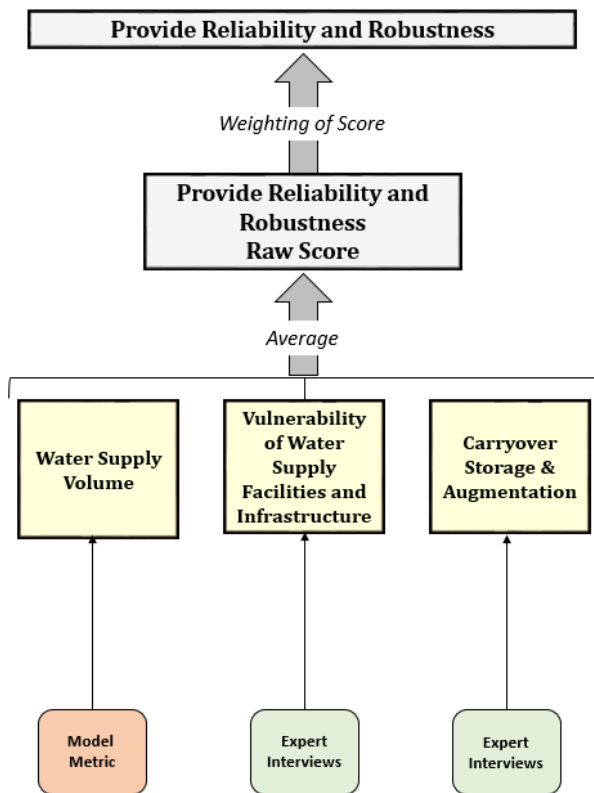 Provide Reliability and Robustness
Weighting of Score
Provide Reliability and
Robustness
Raw Score
Average
Water Supply
Volume
Vulnerability
of Water
Supply
Facilities and
Infrastructure
Carryover
Storage &
Augmentation
Model
Metric
Expert
Interviews
Expert
Interviews